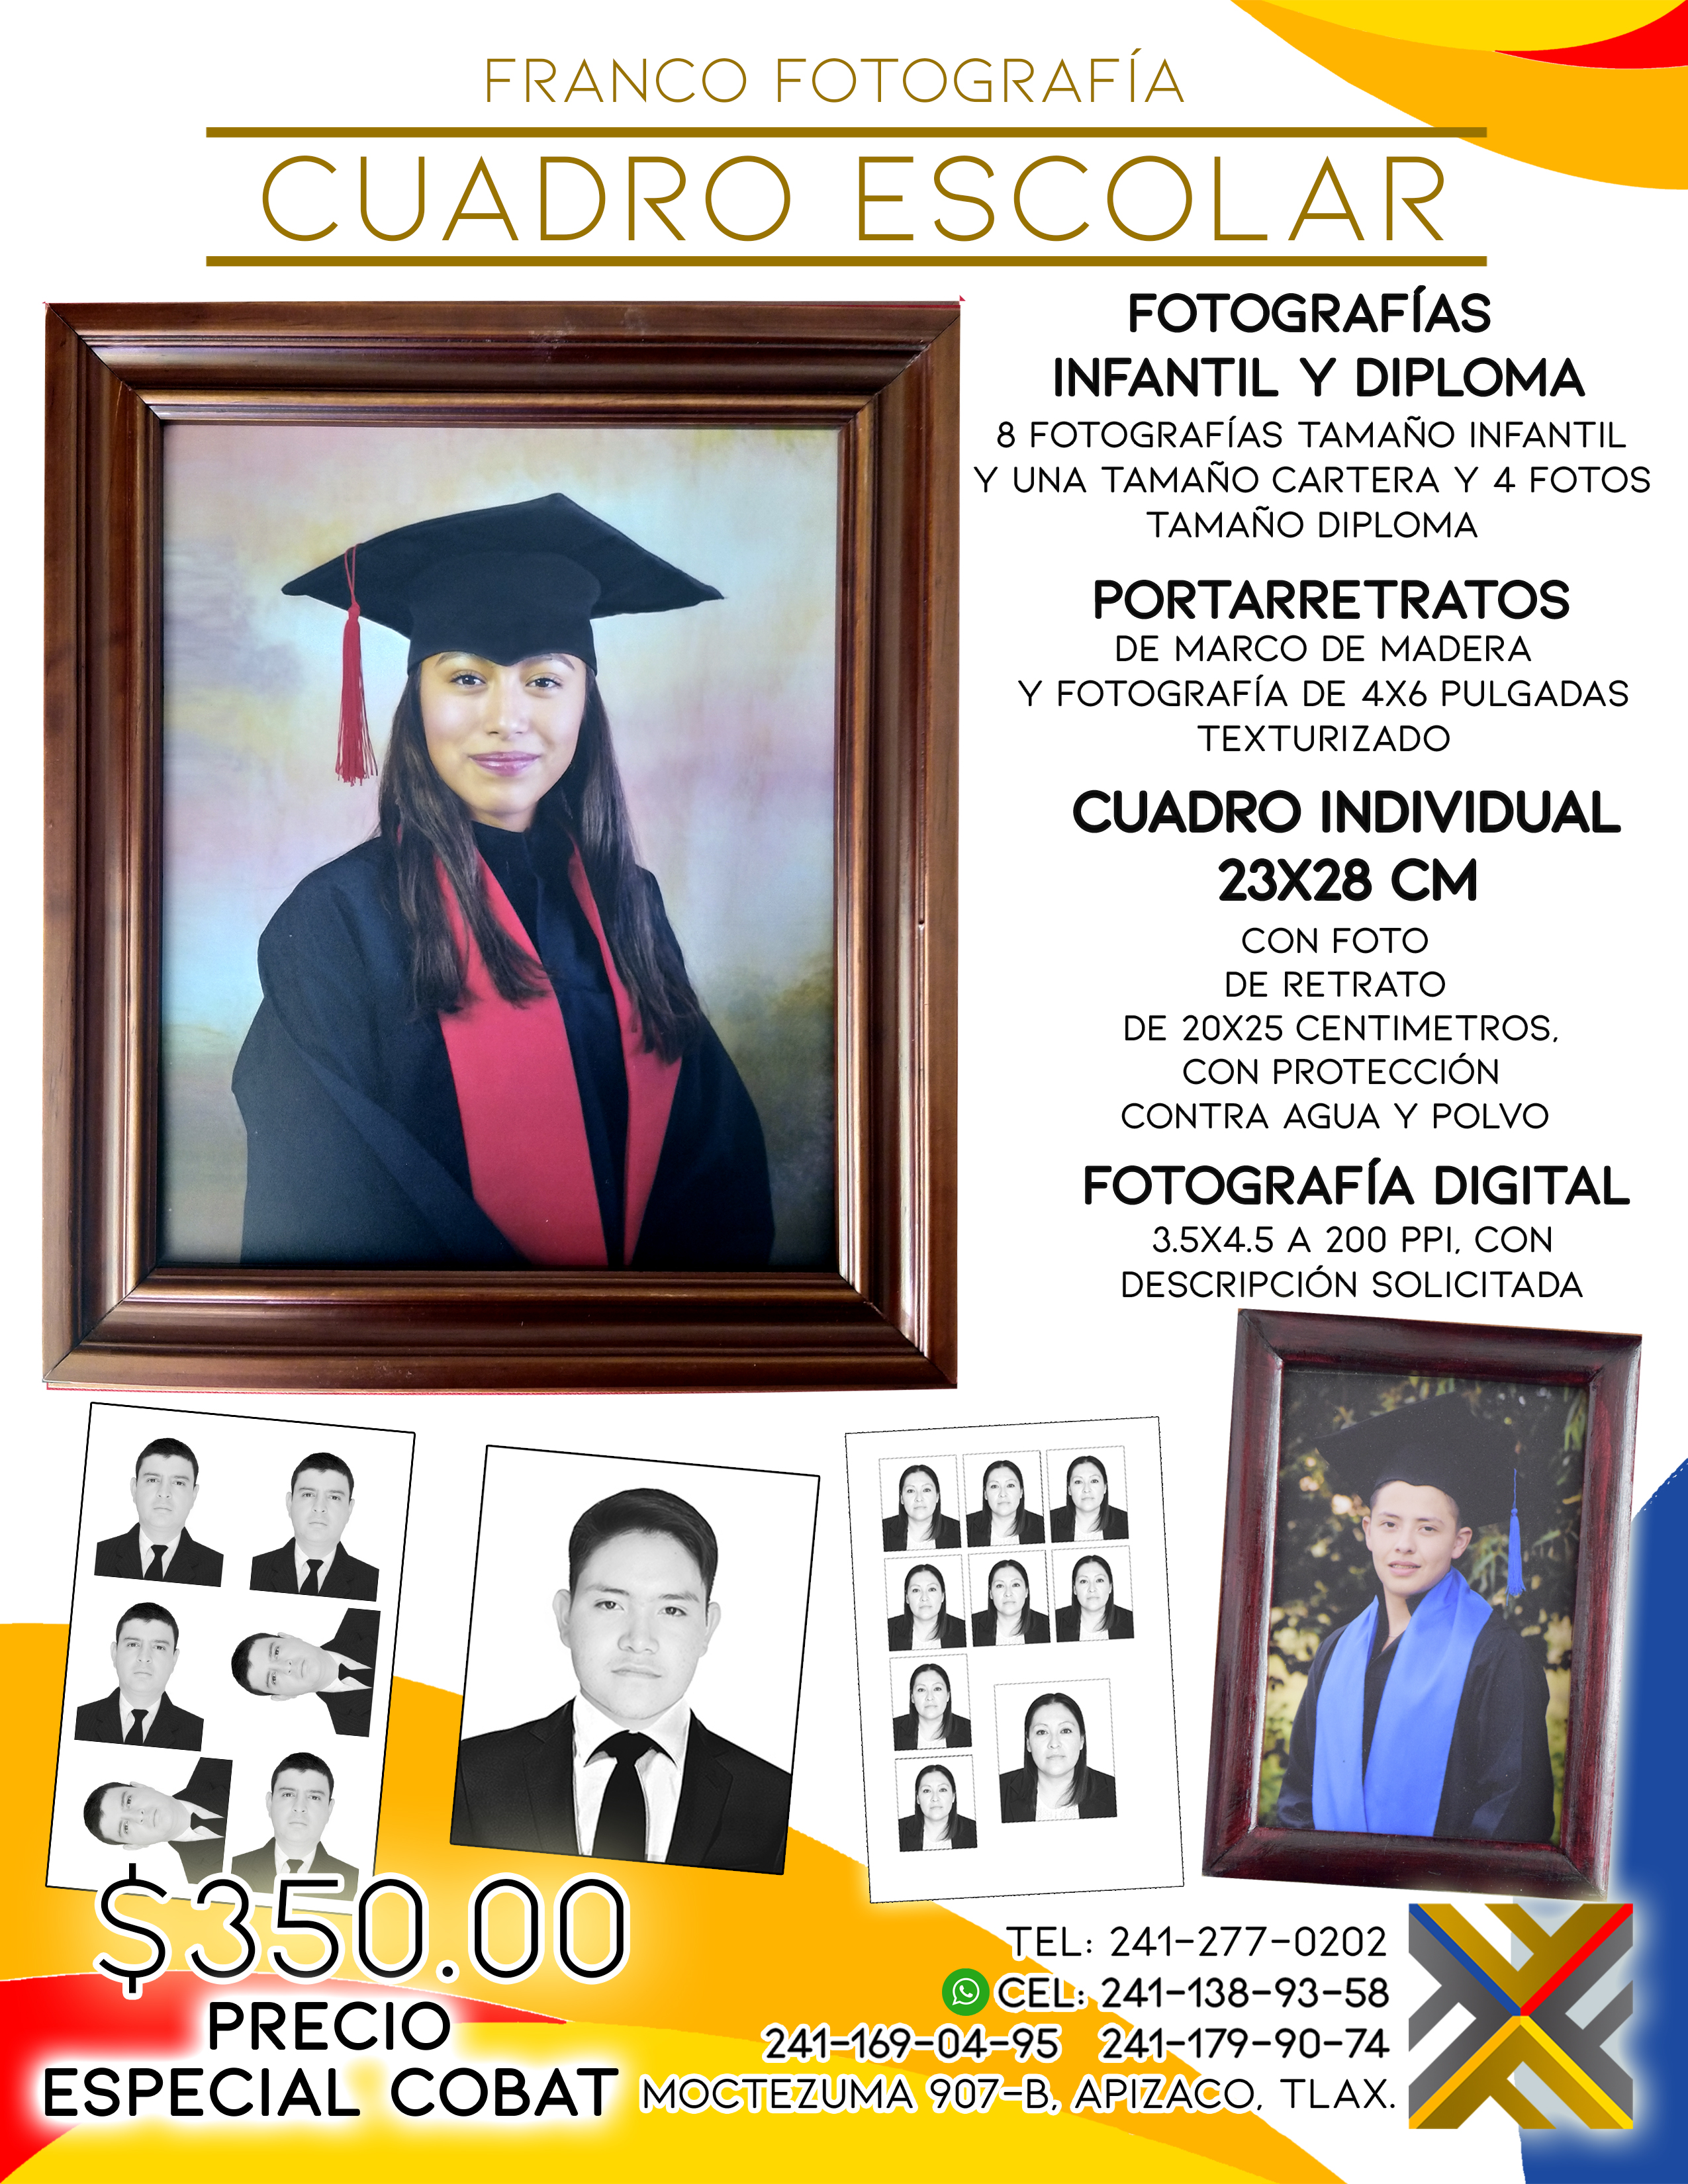 FRANCO FOTOGRAFÍA
CUADRO ESCOLAR
FOTOGRAFÍAS
INFANTIL Y DIPLOMA
8 FOTOGRAFÍAS TAMAÑO INFANTIL
Y UNA TAMAÑO CARTERA Y 4 FOTOS
TAMAÑO DIPLOMA
PORTARRETRATOS
DE MARCO DE MADERA
Y FOTOGRAFÍA DE 4X6 PULGADAS
TEXTURIZADO
CUADRO INDIVIDUAL
23X28 CM
CON FOTO
DE RETRATO
DE 20X25 CENTIMETROS,
CON PROTECCIÓN
CONTRA AGUA Y POLVO
FOTOGRAFÍA DIGITAL
3.5X4.5 A 200 PPI, CON
DESCRIPCIÓN SOLICITADA
$350.00
PRECIO
ESPECIAL COBAT
TEL: 241-277-0202
CEL: 241-138-93-58
241-169-04-95 241-179-90-74
MOCTEZUMA 907-B, APIZACO, TLAX.